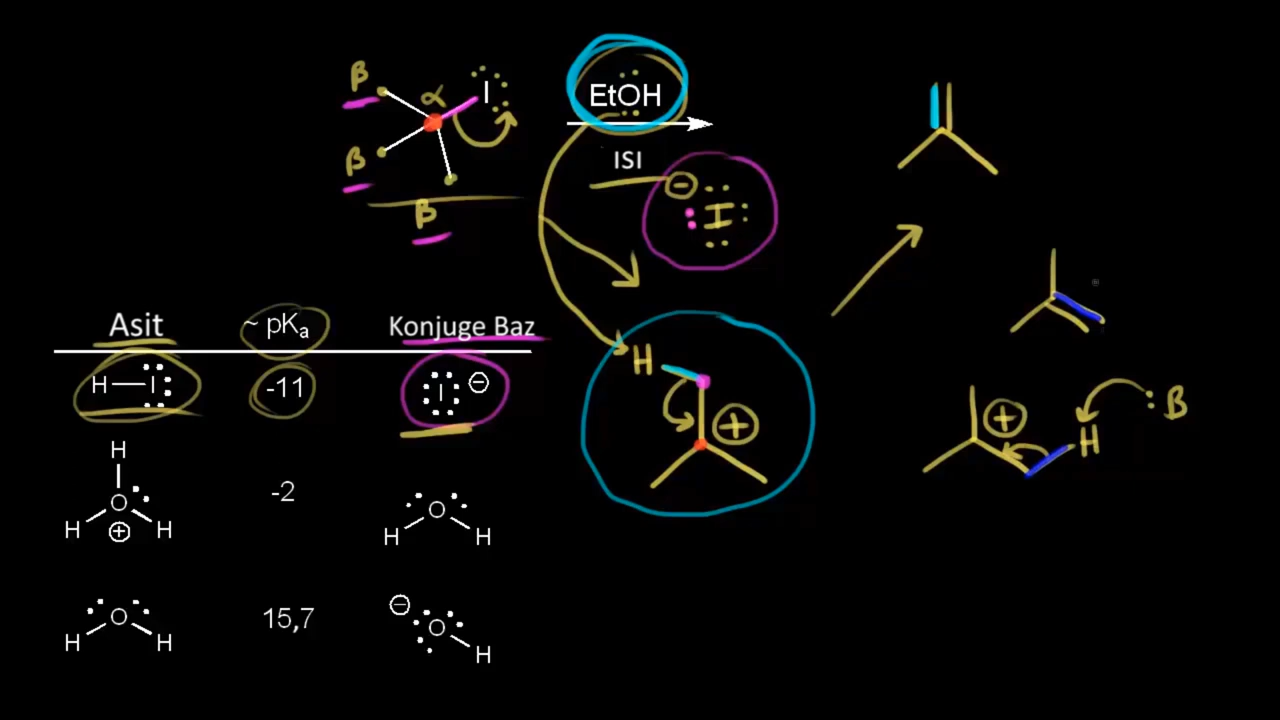 β
α
I
β
β
EtOH
ISI
− I
H
+
+
H
B
Asit
~ pKa
Konjuge Baz
H—I
-11
I −
H
O
H H
+
-2
O
H H
O
H H
15,7
−
O
H